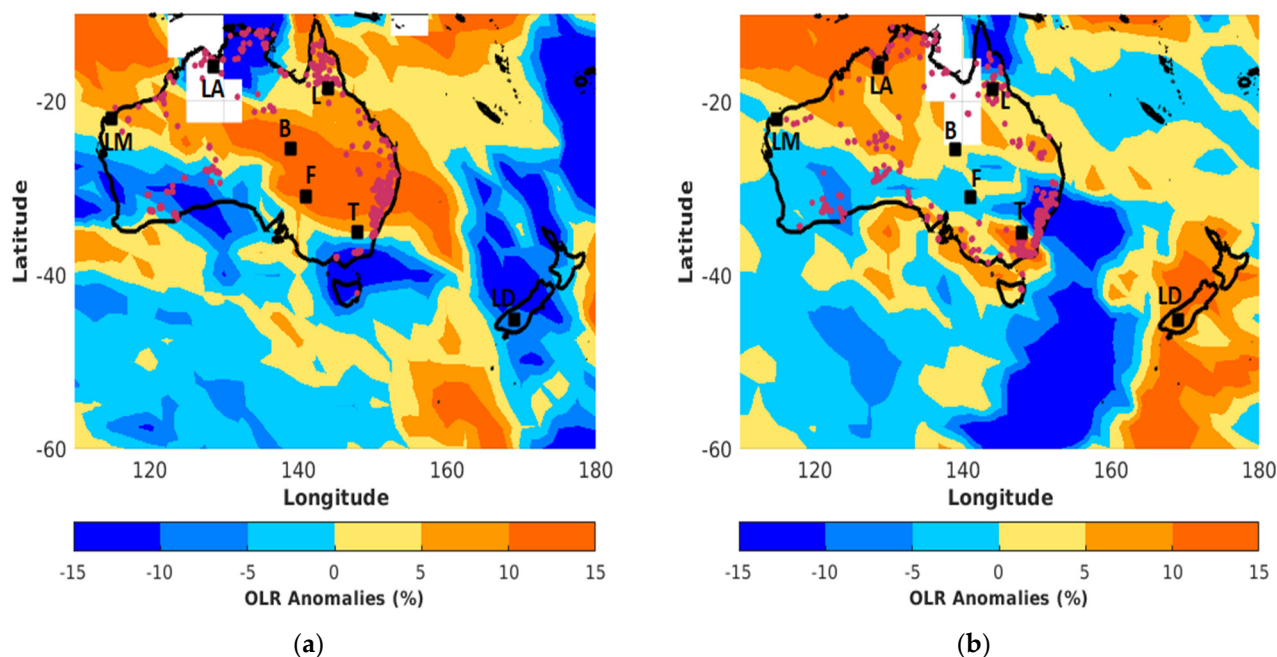 -20
-40
-60
Latitude
LA
L
B
LM
F
T
LD
120
140
160
180
Longitude
-15
-10
-5
0
5
10
15
OLR Anomalies (%)
(a)
-20
-40
-60
Latitude
LA
L
LM
B
F
T
LD
120
140
160
180
Longitude
-15
-10
-5
0
5
10
15
OLR Anomalies (%)
(b)